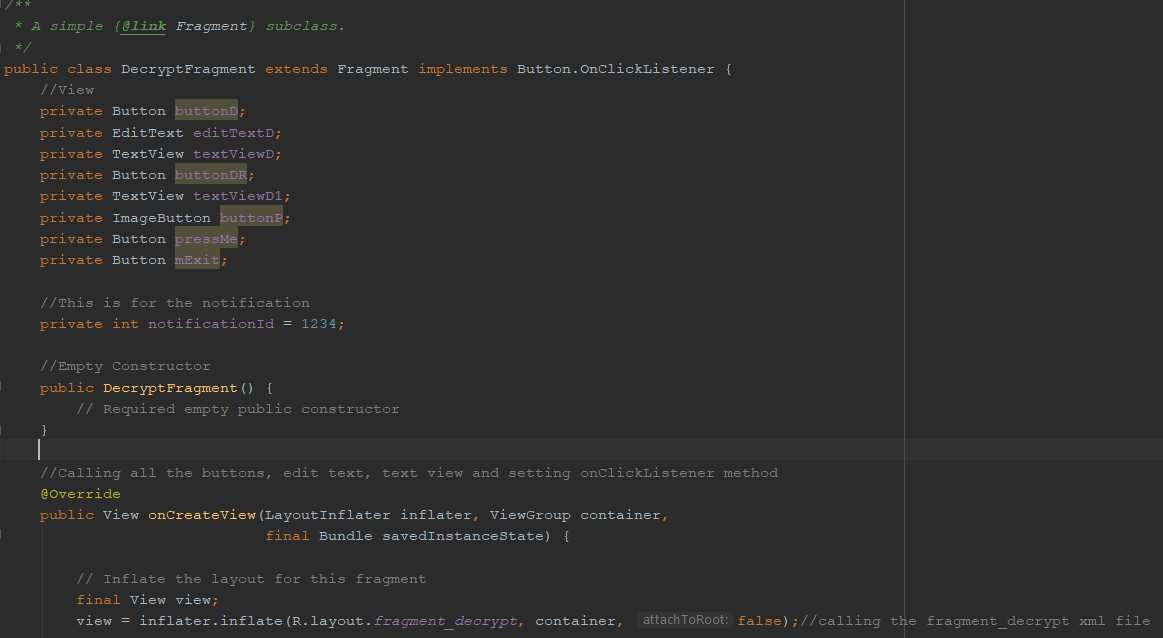 /**
 * A simple {@link Fragment} subclass.
 */
public class DecryptFragment extends Fragment implements Button.OnClickListener {
    //View
    private Button buttonD;
    private EditText editTextD;
    private TextView textViewD;
    private Button buttonDR;
    private TextView textViewD1;
    private ImageButton buttonP;
    private Button pressMe;
    private Button mExit;

    //This is for the notification
    private int notificationId = 1234;

    //Empty Constructor
    public DecryptFragment() {
        // Required empty public constructor
    }

    //Calling all the buttons, edit text, text view and setting onClickListener method
    @Override
    public View onCreateView(LayoutInflater inflater, ViewGroup container,
                             final Bundle savedInstanceState) {

        // Inflate the layout for this fragment
        final View view;
        view = inflater.inflate(R.layout.fragment_decrypt, container, attachToRoot: false);//calling the fragment_decrypt xml file